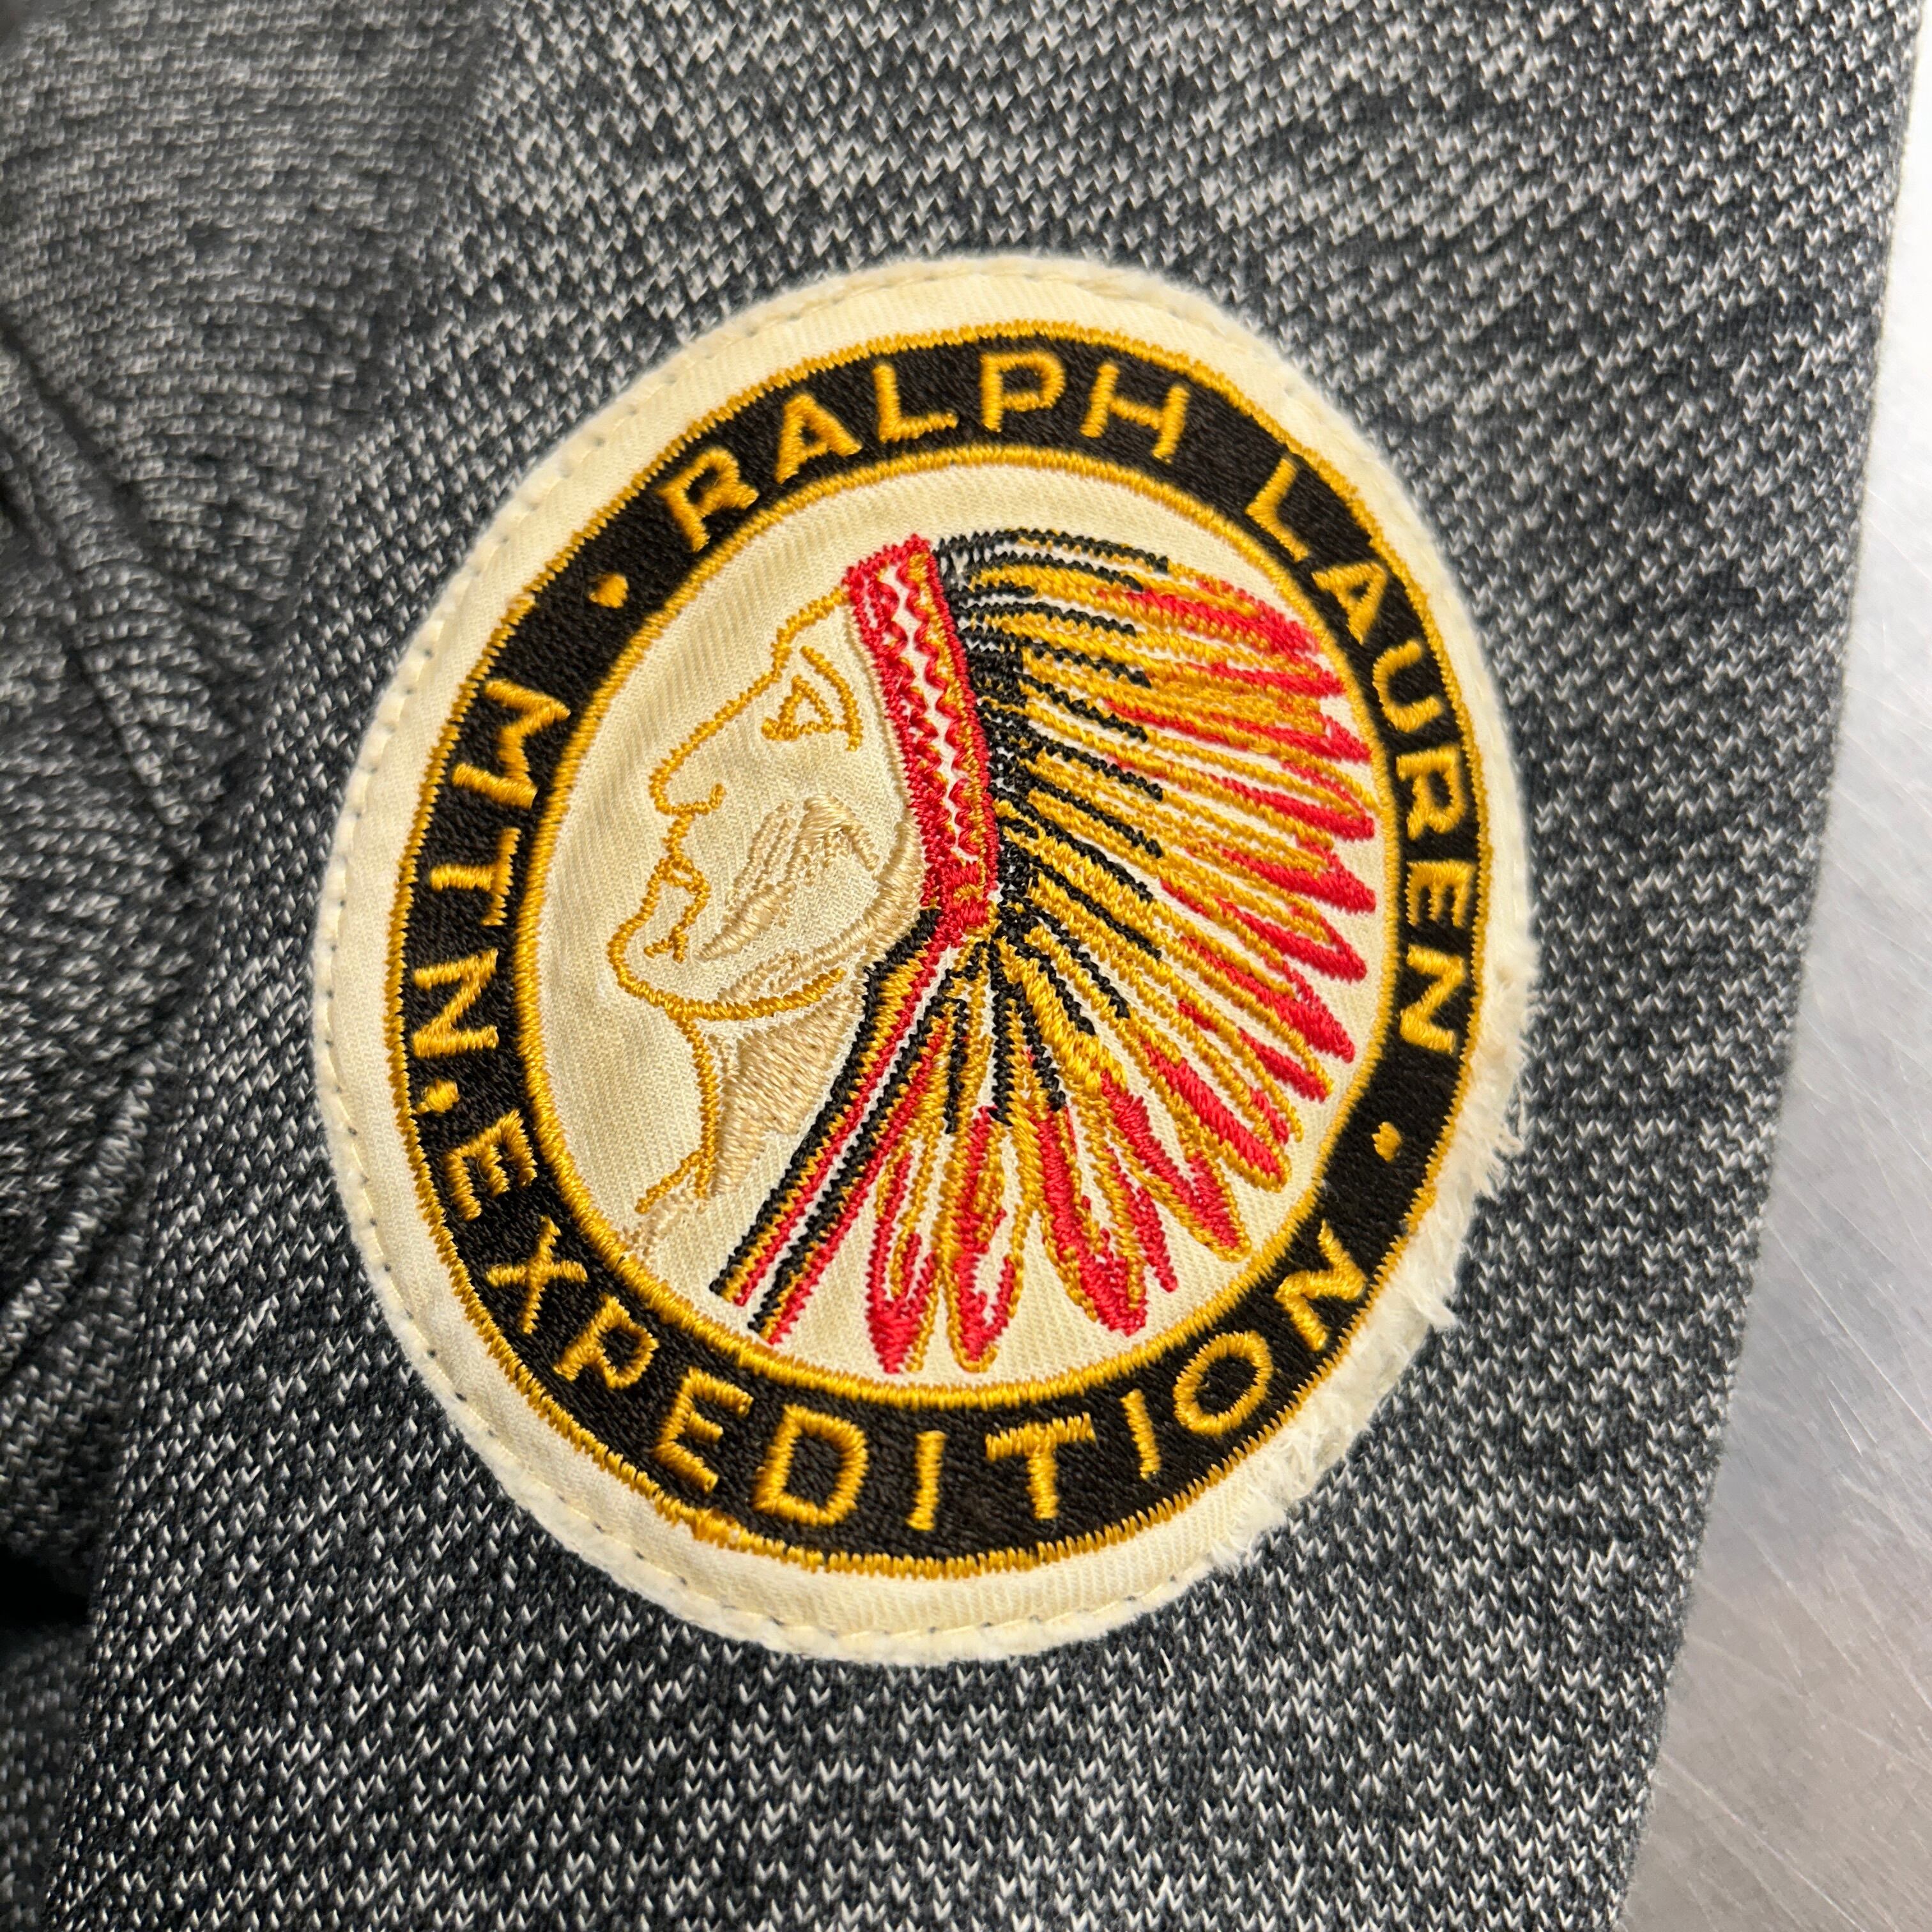 • RALPH LAUREN •
MTN. EXPEDITION